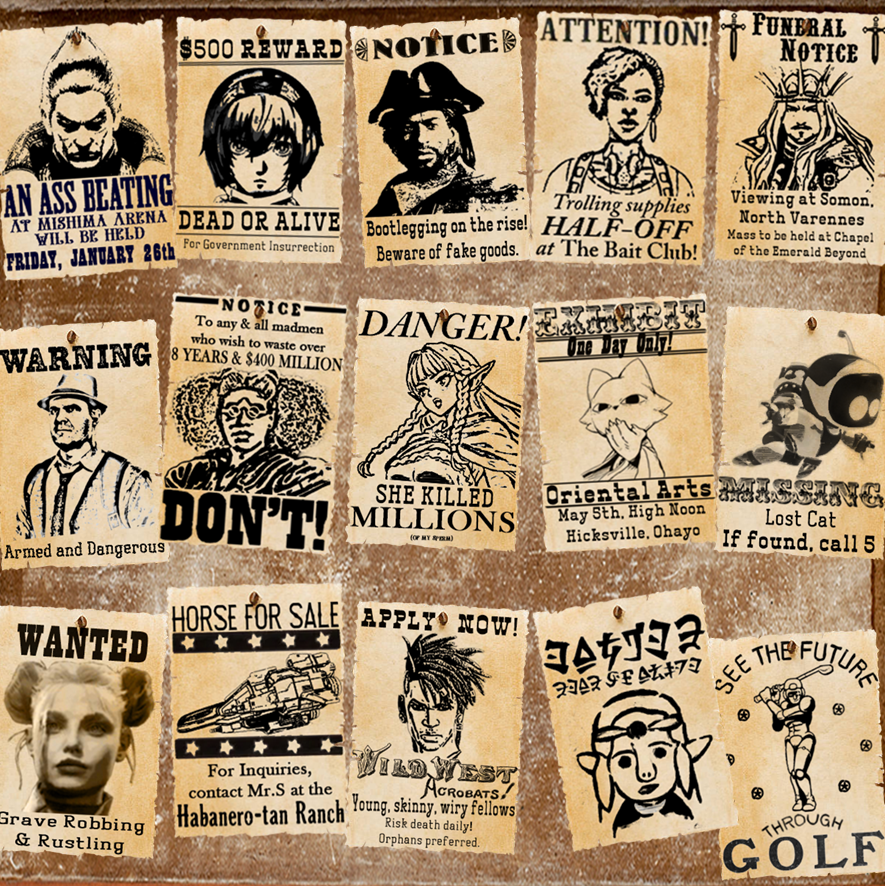 AN ASS BEATING
AT MISHIMA ARENA
WILL BE HELD
FRIDAY, JANUARY 26th
$500 REWARD
DEAD OR ALIVE
For Government Insurrection
NOTICE
Bootlegging on the rise!
Beware of fake goods.
ATTENTION!
Trolling supplies
HALF-OFF
at The Bait Club!
FUNERAL
NOTICE
Viewing at Somon,
North Varennes
Mass to be held at Chapel
of the Emerald Beyond
WARNING
Armed and Dangerous
NOTICE
To any & all madmen
who wish to waste over
8 YEARS & $400 MILLION
DON'T!
DANGER!
SHE KILLED
MILLIONS
(OF MY SPERM)
EXHIBIT
One Day Only!
Oriental Arts
May 5th, High Noon
Hicksville, Ohayo
MISSING
Lost Cat
If found, call 5
WANTED
Grave Robbing
& Rustling
HORSE FOR SALE
For Inquiries,
contact Mr.S at the
Habanero-tan Ranch
APPLY NOW!
WILD WEST
ACROBATS!
Young, skinny, wiry fellows
Risk death daily!
Orphans preferred.
SEE THE FUTURE
THROUGH
GOLF